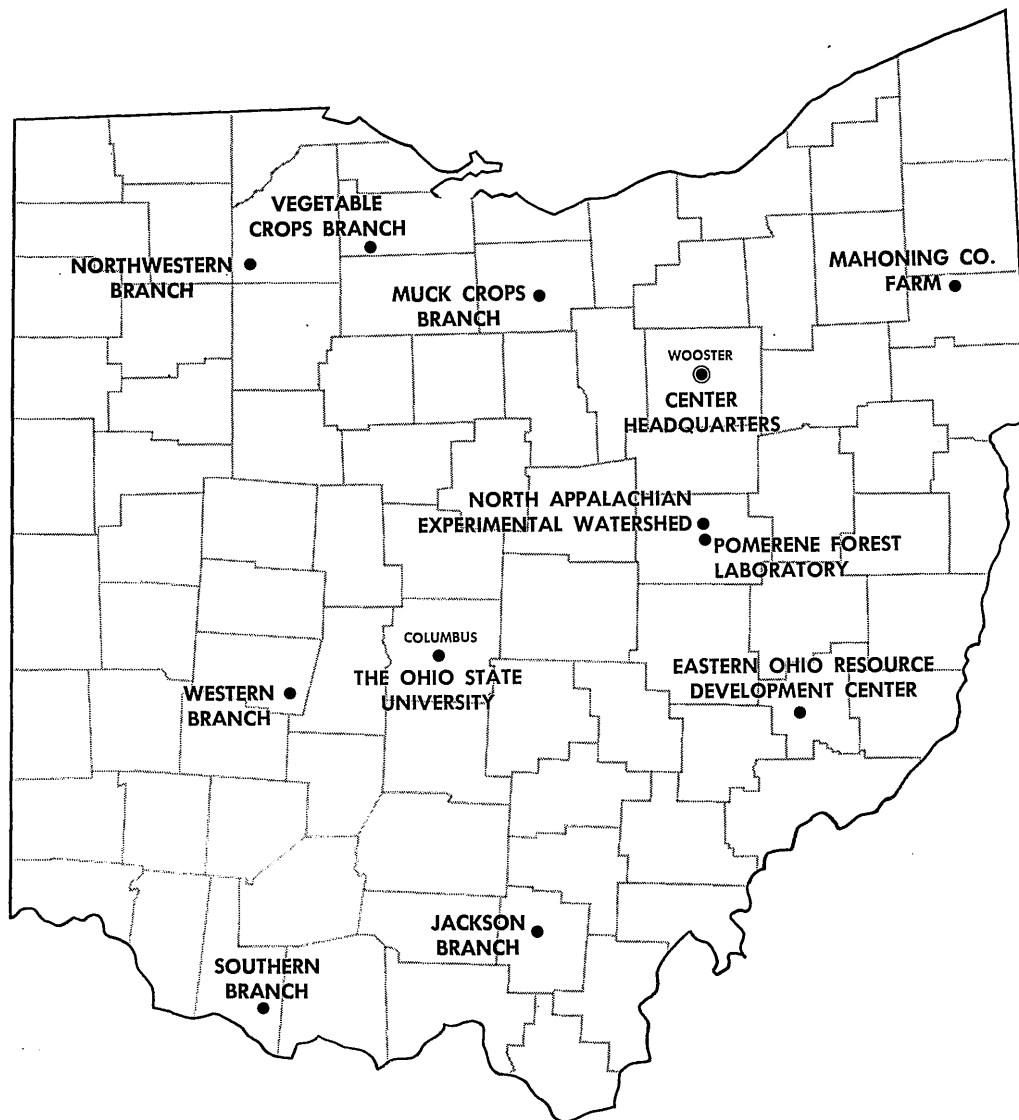 VEGETABLE
CROPS BRANCH
NORTHWESTERN
BRANCH
MUCK CROPS
BRANCH
MAHONING CO.
FARM
WOOSTER
CENTER
HEADQUARTERS
NORTH APPALACHIAN
EXPERIMENTAL WATERSHED
POMERENE FOREST
LABORATORY
COLUMBUS
THE OHIO STATE
UNIVERSITY
EASTERN OHIO RESOURCE
DEVELOPMENT CENTER
WESTERN
BRANCH
JACKSON
BRANCH
SOUTHERN
BRANCH